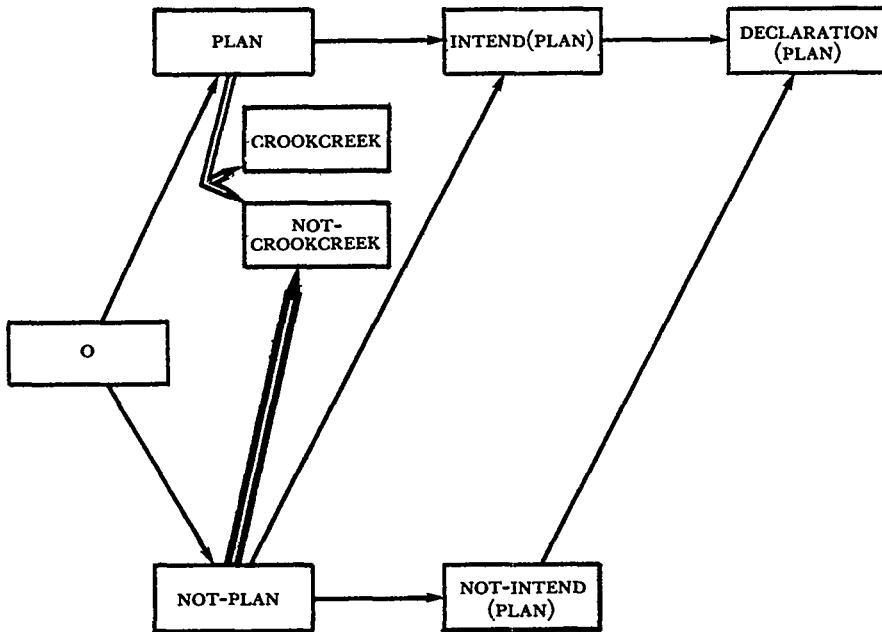 PLAN
INTEND(PLAN)
DECLARATION
(PLAN)
CROOKCREEK
NOT-
CROOKCREEK
O
NOT-PLAN
NOT-INTEND
(PLAN)